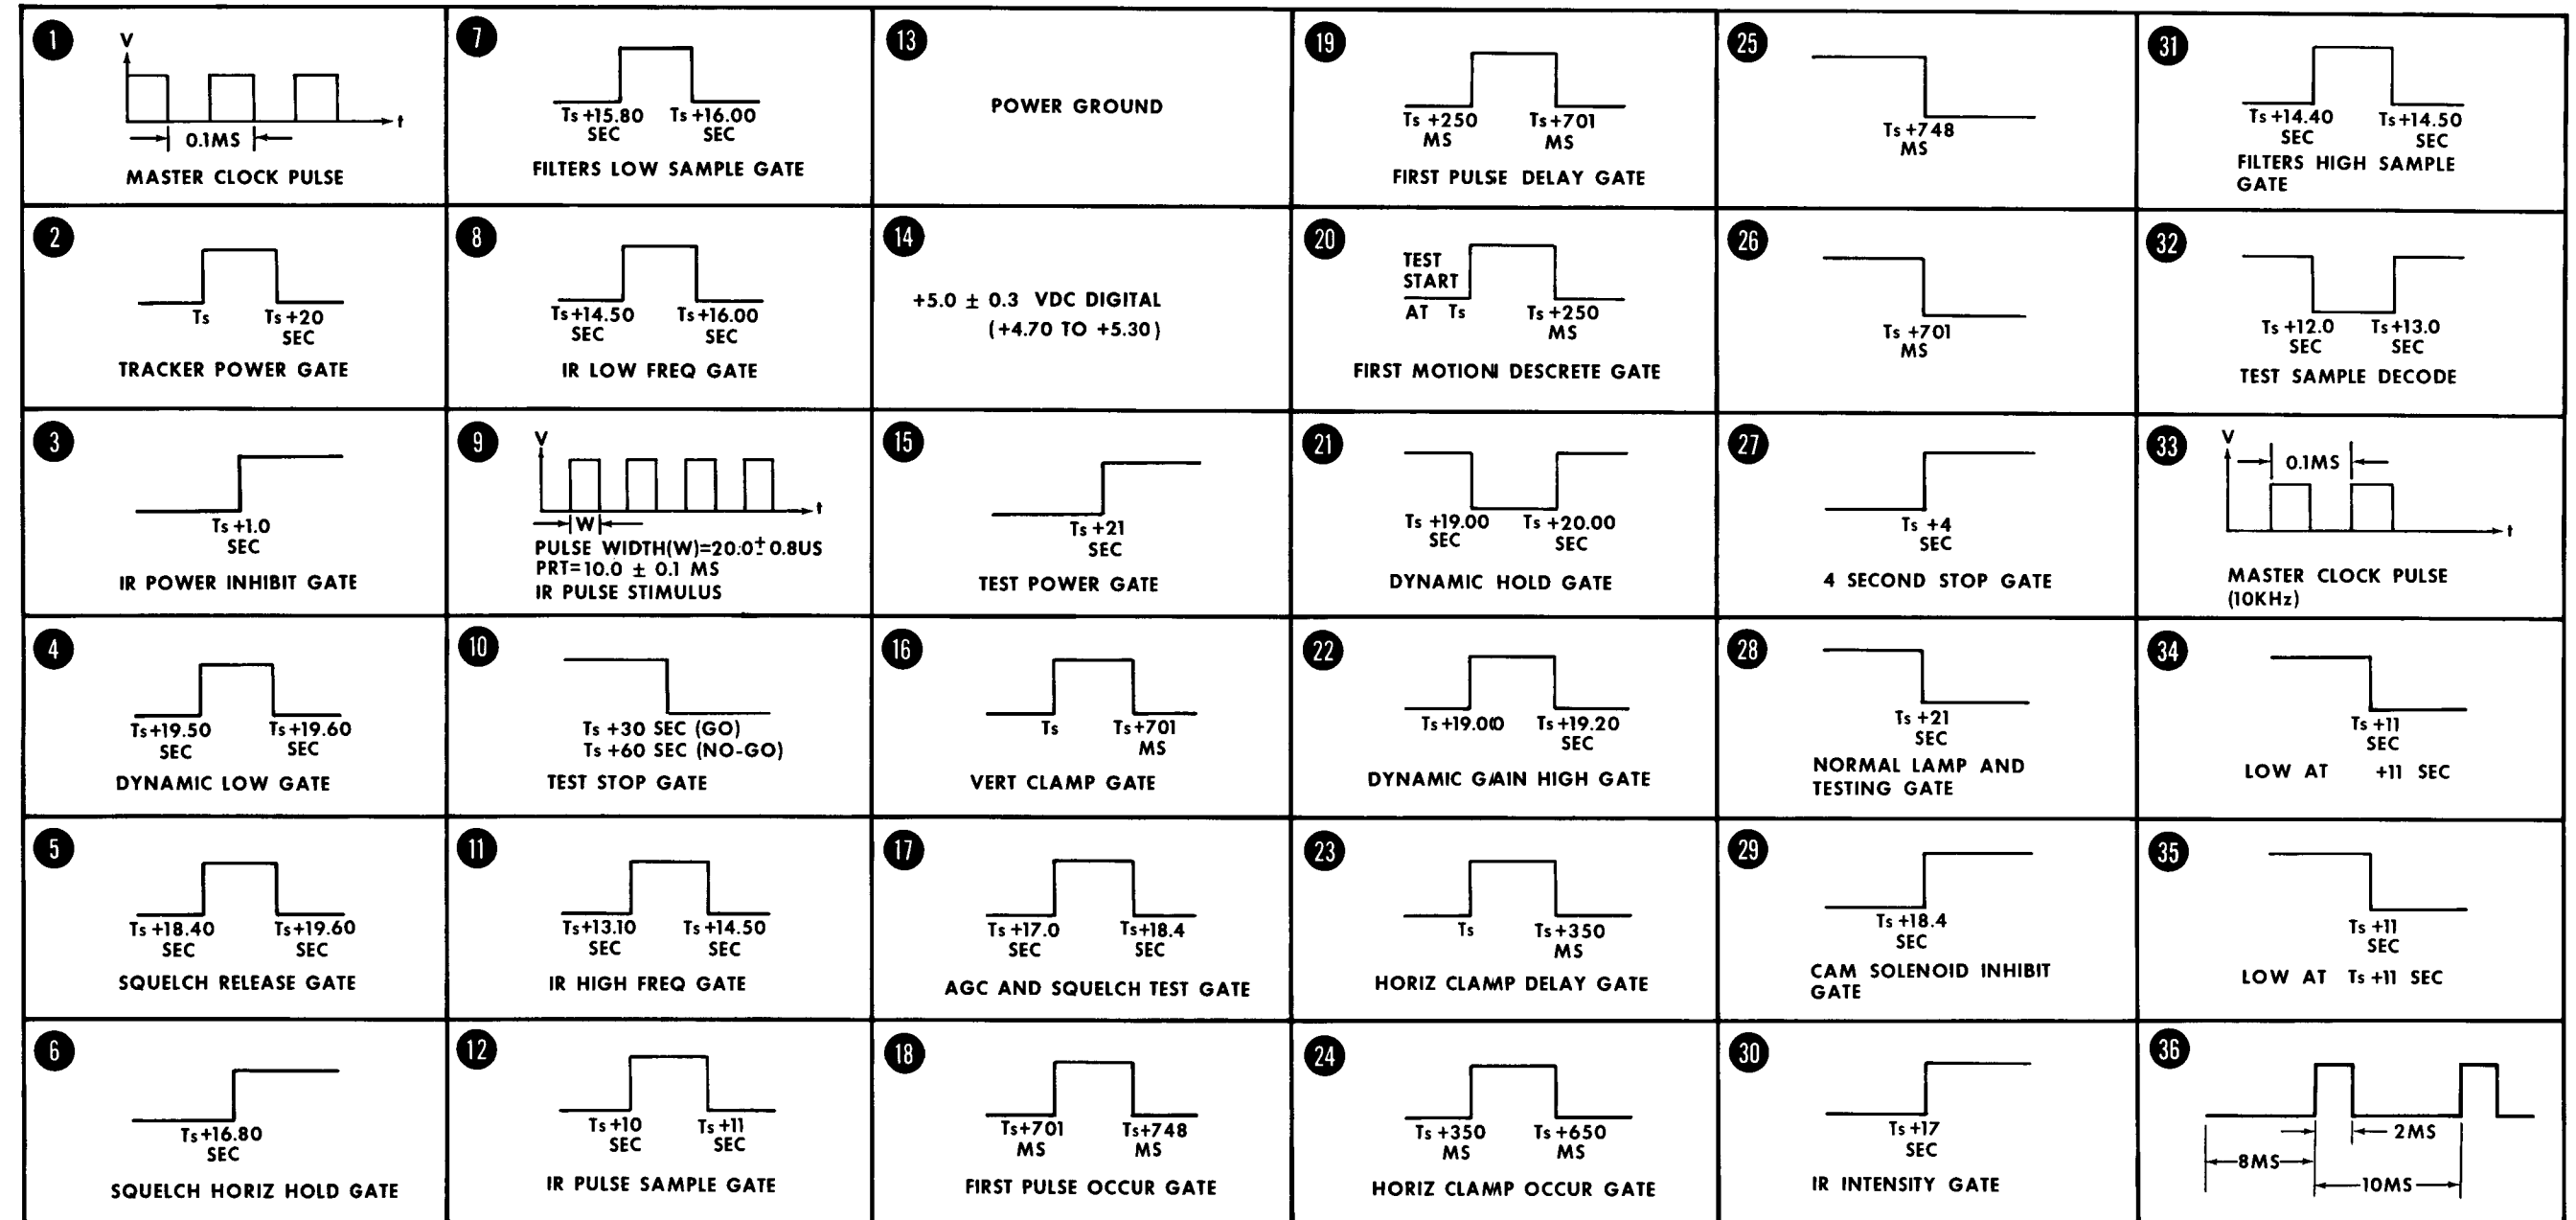 1
V
t
0.1MS
MASTER CLOCK PULSE
2
Ts Ts +20
SEC
TRACKER POWER GATE
3
Ts +1.0
SEC
IR POWER INHIBIT GATE
4
Ts+19.50 Ts+19.60
SEC SEC
DYNAMIC LOW GATE
5
Ts +18.40 Ts+19.60
SEC SEC
SQUELCH RELEASE GATE
6
Ts+16.80
SEC
SQUELCH HORIZ HOLD GATE
7
Ts +15.80 Ts +16.00
SEC SEC
FILTERS LOW SAMPLE GATE
8
Ts+14.50 Ts+16.00
SEC SEC
IR LOW FREQ GATE
9
V
t
W
PULSE WIDTH(W)=20.0± 0.8US
PRT=10.0 ± 0.1 MS
IR PULSE STIMULUS
10
Ts +30 SEC (GO)
Ts +60 SEC (NO-GO)
TEST STOP GATE
11
Ts+13.10 Ts+14.50
SEC SEC
IR HIGH FREQ GATE
12
Ts+10 Ts+11
SEC SEC
IR PULSE SAMPLE GATE
13
POWER GROUND
14
+5.0 ± 0.3 VDC DIGITAL
(+4.70 TO +5.30)
15
Ts +21
SEC
TEST POWER GATE
16
Ts Ts+701
MS
VERT CLAMP GATE
17
Ts +17.0 Ts+18.4
SEC SEC
AGC AND SQUELCH TEST GATE
18
Ts+701 Ts+748
MS MS
FIRST PULSE OCCUR GATE
19
Ts +250 Ts+701
MS MS
FIRST PULSE DELAY GATE
20
TEST
START
AT Ts Ts +250
MS
FIRST MOTION DESCRETE GATE
21
Ts +19.00 Ts +20.00
SEC SEC
DYNAMIC HOLD GATE
22
Ts+19.000 Ts+19.20
SEC
DYNAMIC GAIN HIGH GATE
23
Ts Ts+350
MS
HORIZ CLAMP DELAY GATE
24
Ts +350 Ts +650
MS MS
HORIZ CLAMP OCCUR GATE
25
Ts +748
MS
26
Ts +701
MS
27
Ts +4
SEC
4 SECOND STOP GATE
28
Ts +21
SEC
NORMAL LAMP AND
TESTING GATE
29
Ts +18.4
SEC
CAM SOLENOID INHIBIT
GATE
30
Ts+17
SEC
IR INTENSITY GATE
31
Ts+14.40 Ts+14.50
SEC SEC
FILTERS HIGH SAMPLE
GATE
32
Ts +12.0 Ts+13.0
SEC SEC
TEST SAMPLE DECODE
33
V
0.1MS
t
MASTER CLOCK PULSE
(10KHz)
34
Ts +11
SEC
LOW AT +11 SEC
35
Ts +11
SEC
LOW AT Ts +11 SEC
36
2MS
8MS
10MS